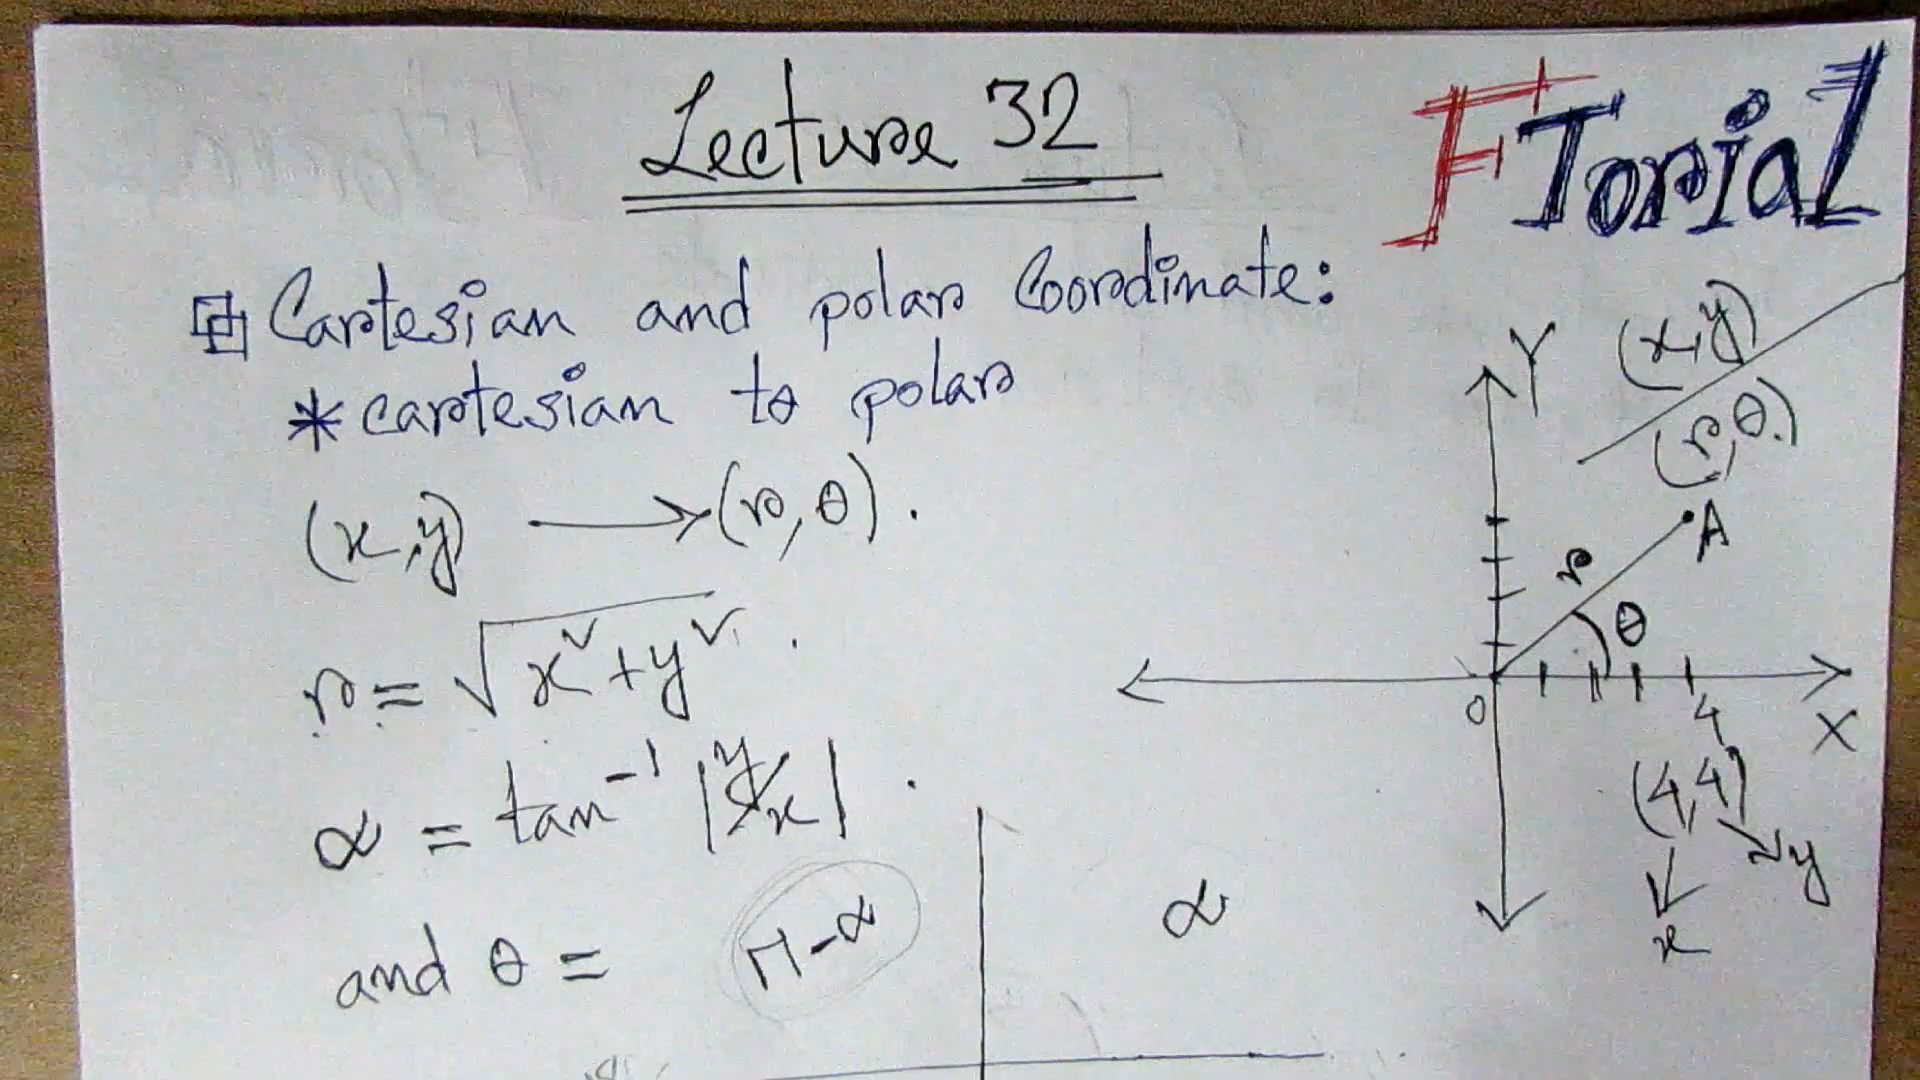 Lecture 32
FTorial
Cartesian and polar Coordinate:
* cartesian to polar
(x,y) → (r,θ).
r = √x²+y² .
α = tan⁻¹ |y/x| .
and θ = π-α
α
Y
(x,y)
(r,θ)
A
r
θ
0
4
X
(4,4)
y
x